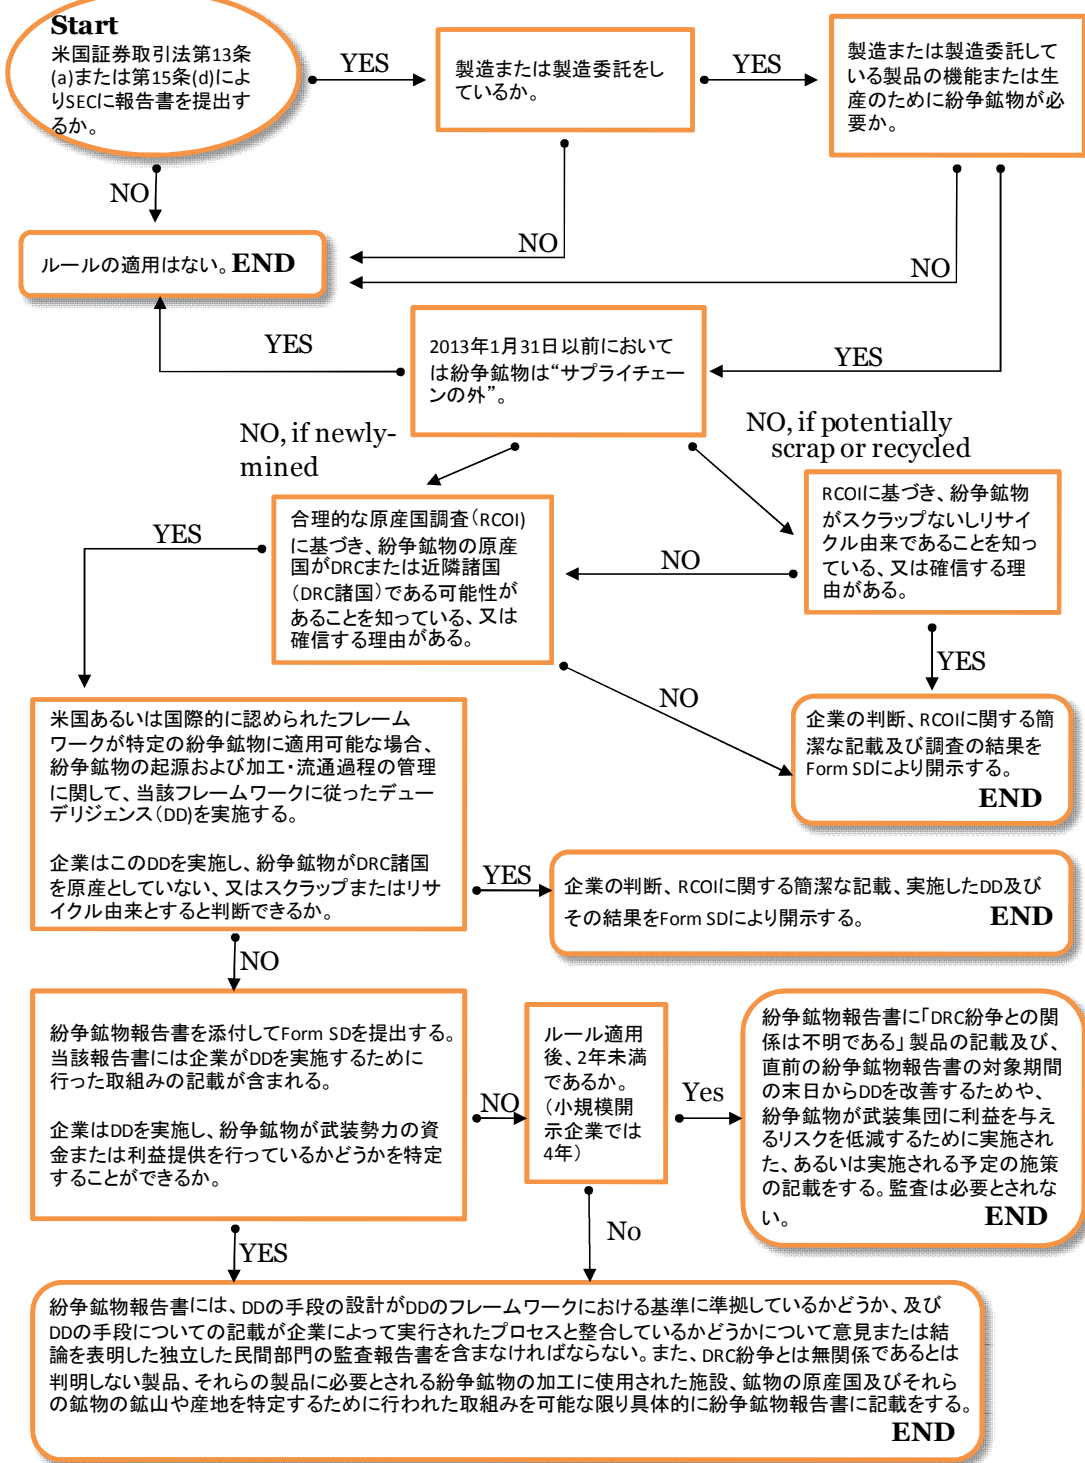 Start
米国証券取引法第13条
(a)または第15条(d)によ
りSECに報告書を提出す
るか。
YES
製造または製造委託をし
ているか。
YES
製造または製造委託して
いる製品の機能または生
産のために紛争鉱物が必
要か。
NO
NO
NO
ルールの適用はない。END
YES
2013年1月31日以前において
は紛争鉱物は“サプライチェー
ンの外”。
YES
NO, if newly-
mined
NO, if potentially
scrap or recycled
YES
合理的な原産国調査(RCOI)
に基づき、紛争鉱物の原産
国がDRCまたは近隣諸国
(DRC諸国)である可能性が
あることを知っている、又は
確信する理由がある。
NO
RCOIに基づき、紛争鉱物
がスクラップないしリサイ
クル由来であることを知っ
ている、又は確信する理
由がある。
NO
YES
米国あるいは国際的に認められたフレーム
ワークが特定の紛争鉱物に適用可能な場合、
紛争鉱物の起源および加工・流通過程の管理
に関して、当該フレームワークに従ったデュー
デリジェンス(DD)を実施する。
企業はこのDDを実施し、紛争鉱物がDRC諸国
を原産としていない、又はスクラップまたはリサ
イクル由来とすると判断できるか。
企業の判断、RCOIに関する簡
潔な記載及び調査の結果を
Form SDにより開示する。
END
YES
企業の判断、RCOIに関する簡潔な記載、実施したDD及び
その結果をForm SDにより開示する。
END
NO
紛争鉱物報告書を添付してForm SDを提出する。
当該報告書には企業がDDを実施するために
行った取組みの記載が含まれる。
企業はDDを実施し、紛争鉱物が武装勢力の資
金または利益提供を行っているかどうかを特定
することができるか。
NO
ルール適用
後、2年未満
であるか。
(小規模開
示企業では
4年)
Yes
紛争鉱物報告書に「DRC紛争との関
係は不明である」製品の記載及び、
直前の紛争鉱物報告書の対象期間
の末日からDDを改善するためや、
紛争鉱物が武装集団に利益を与え
るリスクを低減するために実施され
た、あるいは実施される予定の施策
の記載をする。監査は必要とされな
い。
END
YES
No
紛争鉱物報告書には、DDの手段の設計がDDのフレームワークにおける基準に準拠しているかどうか、及び
DDの手段についての記載が企業によって実行されたプロセスと整合しているかどうかについて意見または結
論を表明した独立した民間部門の監査報告書を含まなければならない。また、DRC紛争とは無関係であるとは
判明しない製品、それらの製品に必要とされる紛争鉱物の加工に使用された施設、鉱物の原産国及びそれら
の鉱物の鉱山や産地を特定するために行われた取組みを可能な限り具体的に紛争鉱物報告書に記載をする。
END